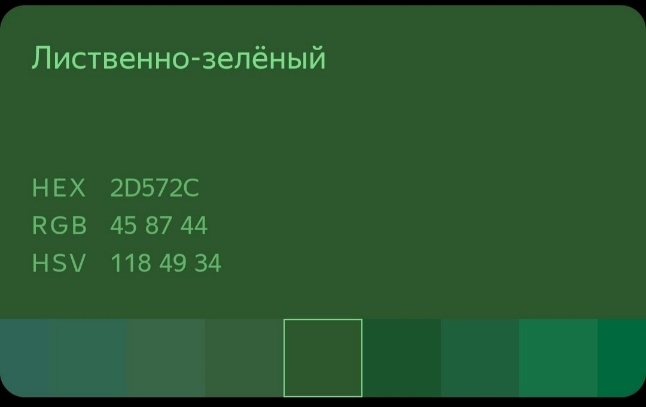 Лиственно-зелёный
HEX 2D572C
RGB 45 87 44
HSV 118 49 34